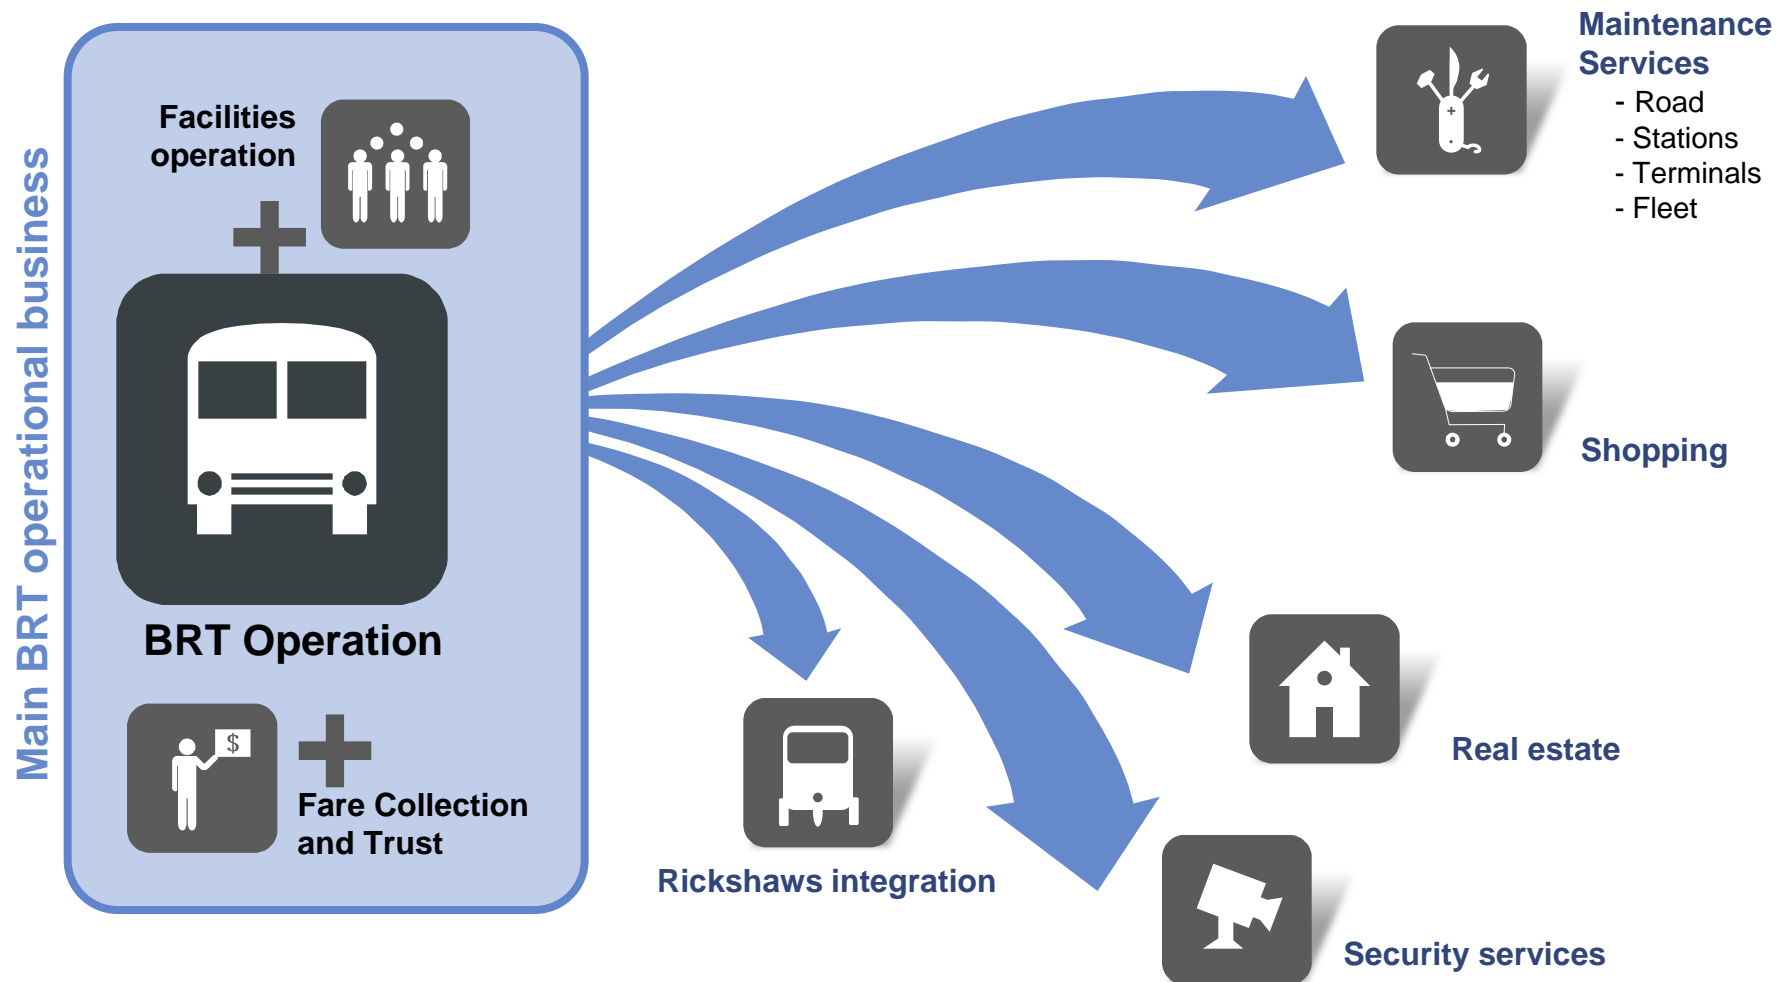 Main BRT operational business
Facilities
operation
BRT Operation
$
Fare Collection
and Trust
Maintenance
Services
- Road
- Stations
- Terminals
- Fleet
Shopping
Real estate
Rickshaws integration
Security services